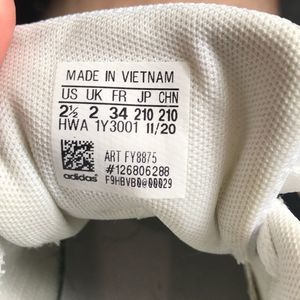 MADE IN VIETNAM
US UK FR JP CHN
2½ 2 34 210 210
HWA 1Y3001 11/20
ART FY8875
#126806288
adidas F9HBVB0@00029